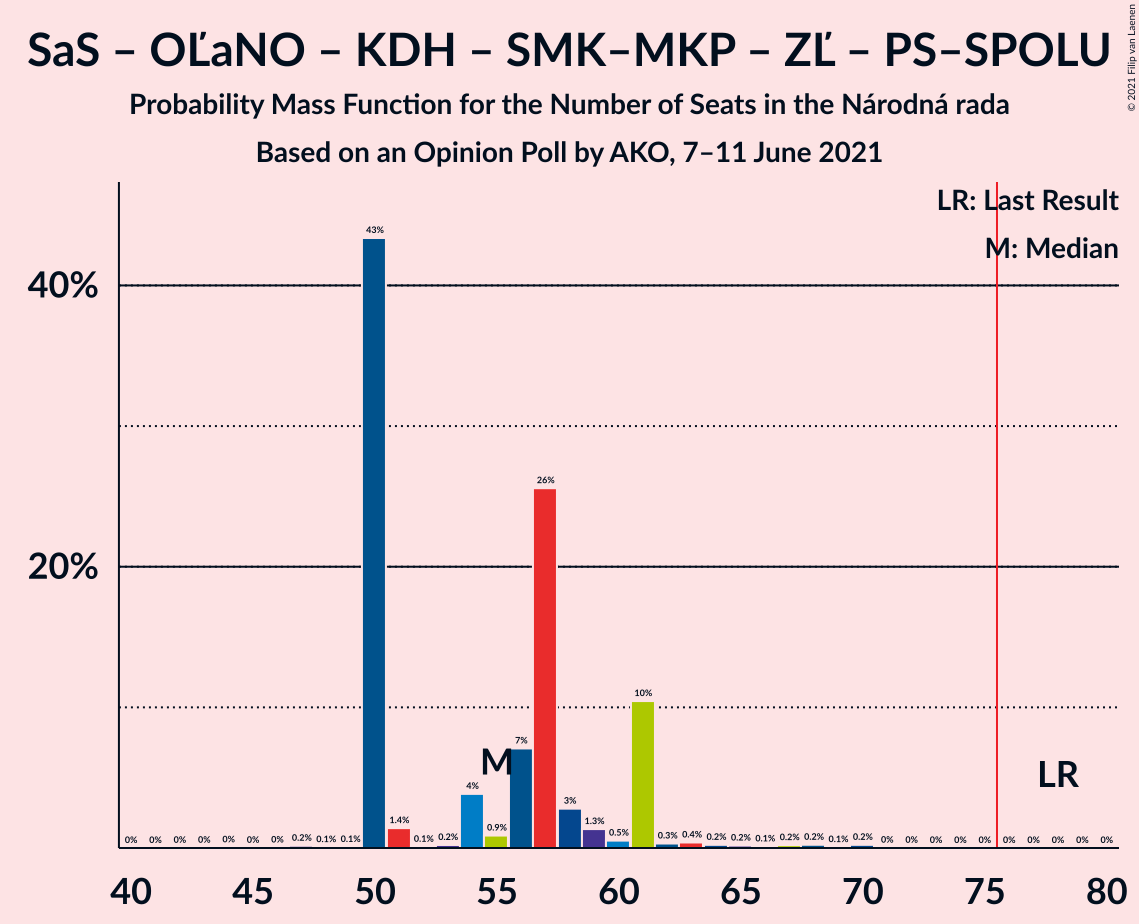 SaS – OĽaNO – KDH – SMK–MKP – ZĽ – PS–SPOLU
Probability Mass Function for the Number of Seats in the Národná rada
Based on an Opinion Poll by AKO, 7–11 June 2021
© 2021 Filip van Laenen
LR: Last Result
M: Median
40%
20%
0% 0% 0% 0% 0% 0% 0% 0.2% 0.1% 0.1% 43% 1.4% 0.1% 0.2% 4% 0.9% 7% 26% 3% 1.3% 0.5% 10% 0.3% 0.4% 0.2% 0.2% 0.1% 0.2% 0.2% 0.1% 0.2% 0% 0% 0% 0% 0% 0% 0% 0% 0% 0%
M
LR
40 45 50 55 60 65 70 75 80